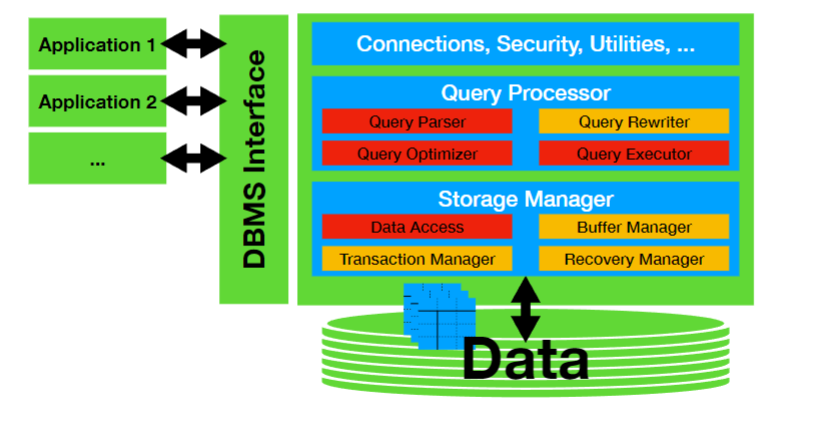 Application 1
Application 2
...
DBMS Interface
Connections, Security, Utilities, ...
Query Processor
Query Parser
Query Rewriter
Query Optimizer
Query Executor
Storage Manager
Data Access
Buffer Manager
Transaction Manager
Recovery Manager
Data